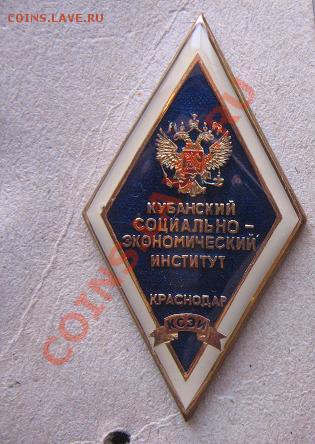 COINS.LAVE.RU
КУБАНСКИЙ
СОЦИАЛЬНО -
ЭКОНОМИЧЕСКИЙ
ИНСТИТУТ
КРАСНОДАР
КСЭИ
COINS.LAVE.RU